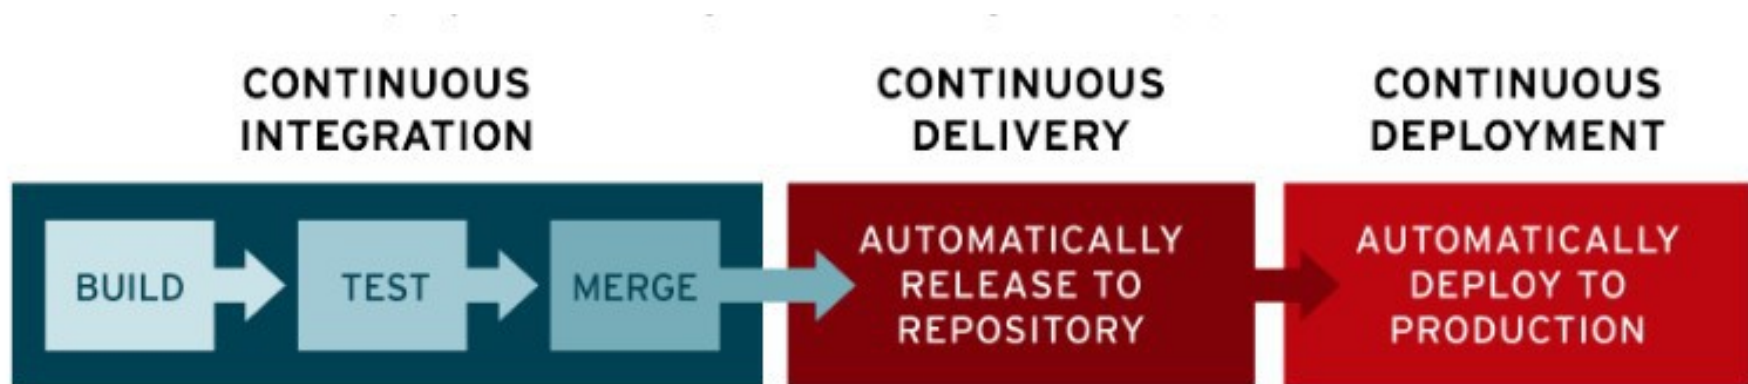 CONTINUOUS
INTEGRATION
CONTINUOUS
DELIVERY
CONTINUOUS
DEPLOYMENT
BUILD
TEST
MERGE
AUTOMATICALLY
RELEASE TO
REPOSITORY
AUTOMATICALLY
DEPLOY TO
PRODUCTION